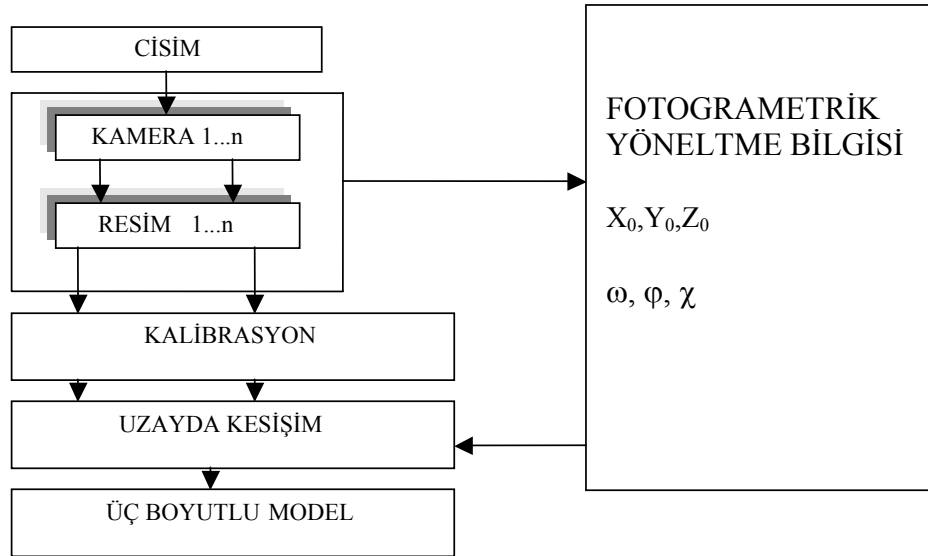 CİSİM
KAMERA 1...n
RESİM 1...n
KALİBRASYON
UZAYDA KESİŞİM
ÜÇ BOYUTLU MODEL
FOTOGRAMETRİK
YÖNELTME BİLGİSİ
X₀,Y₀,Z₀
ω, φ, χ